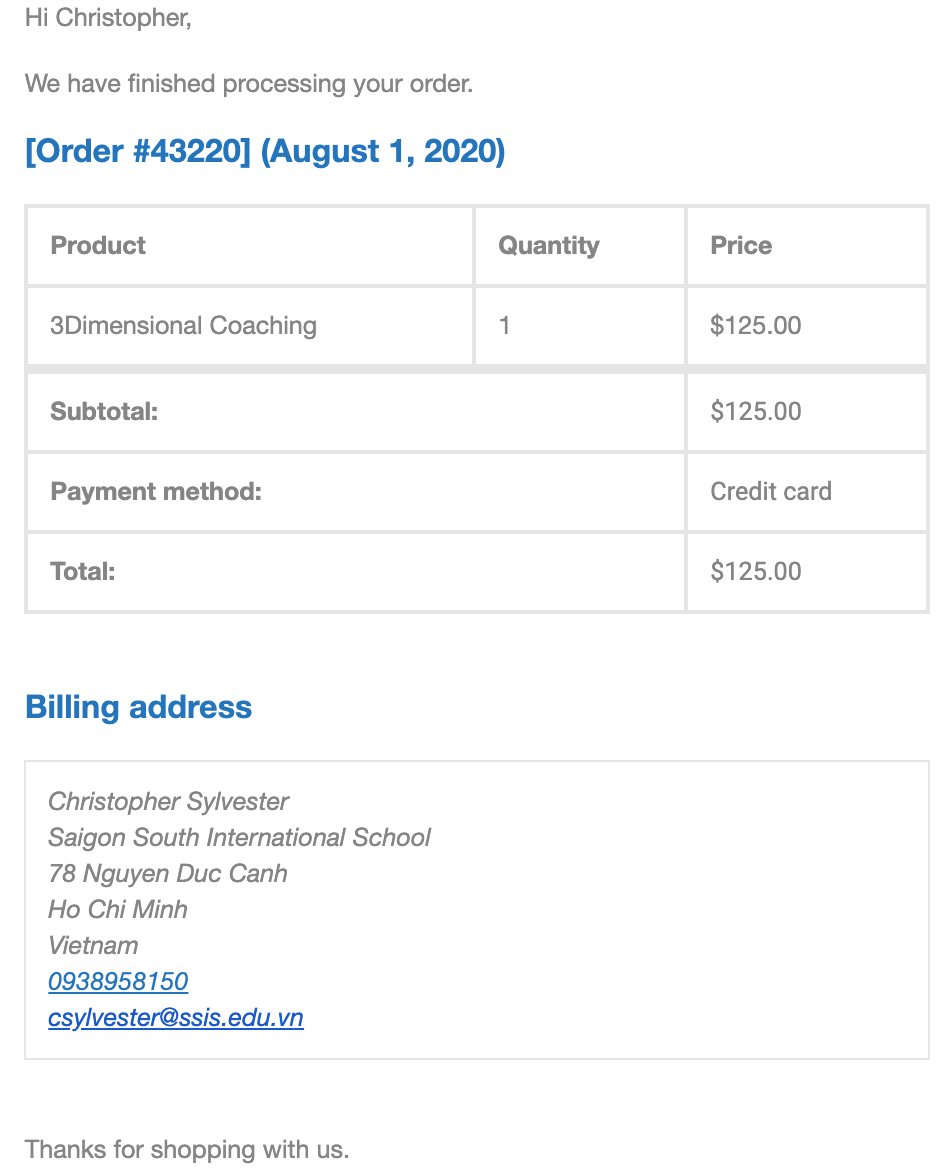 Hi Christopher,
We have finished processing your order.
[Order #43220] (August 1, 2020)
Product Quantity Price
3Dimensional Coaching 1 $125.00
Subtotal: $125.00
Payment method: Credit card
Total: $125.00
Billing address
Christopher Sylvester
Saigon South International School
78 Nguyen Duc Canh
Ho Chi Minh
Vietnam
0938958150
csylvester@ssis.edu.vn
Thanks for shopping with us.